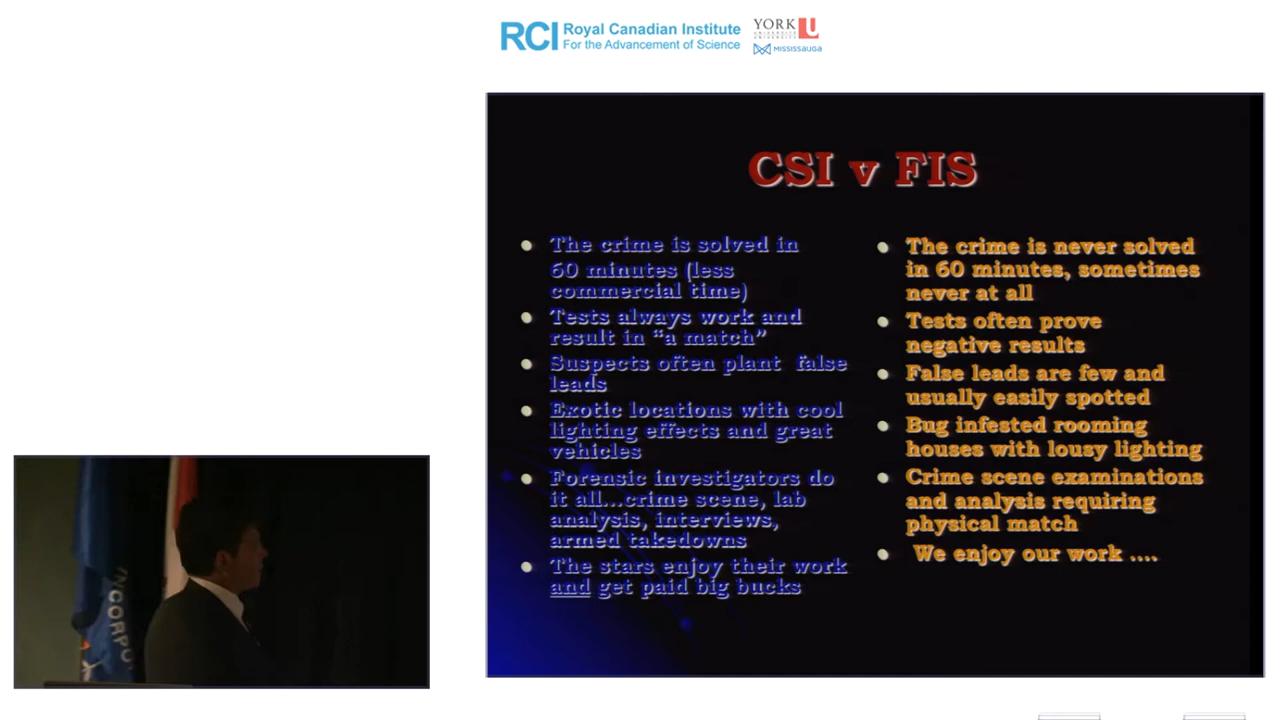 RCI Royal Canadian Institute
For the Advancement of Science
YORK U
UNIVERSITÉ
UNIVERSITY
MISSISSAUGA
CSI v FIS
The crime is solved in
60 minutes (less
commercial time)
Tests always work and
result in “a match”
Suspects often plant false
leads
Exotic locations with cool
lighting effects and great
vehicles
Forensic investigators do
it all...crime scene, lab
analysis, interviews,
armed takedowns
The stars enjoy their work
and get paid big bucks
The crime is never solved
in 60 minutes, sometimes
never at all
Tests often prove
negative results
False leads are few and
usually easily spotted
Bug infested rooming
houses with lousy lighting
Crime scene examinations
and analysis requiring
physical match
We enjoy our work ....
INCORPO